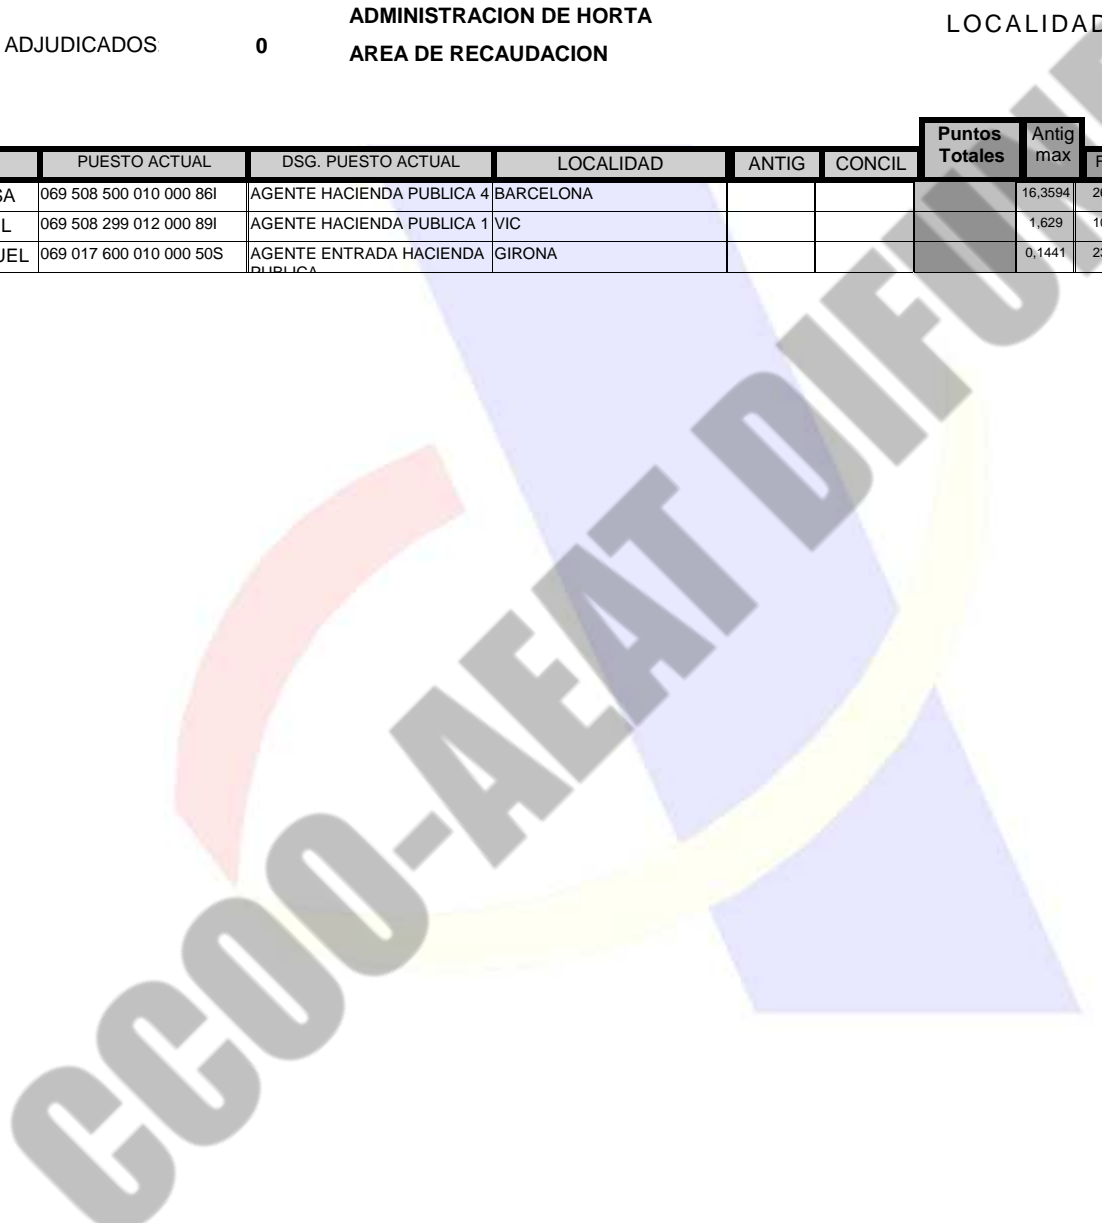 ADMINISTRACION DE HORTA
LOCALIDAD
ADJUDICADOS:
0
AREA DE RECAUDACION
PUESTO ACTUAL DSG. PUESTO ACTUAL LOCALIDAD ANTIG CONCIL Puntos Totales Antig max
SA 069 508 500 010 000 86I AGENTE HACIENDA PUBLICA 4 BARCELONA 16,3594
L 069 508 299 012 000 89I AGENTE HACIENDA PUBLICA 1 VIC 1,629
UEL 069 017 600 010 000 50S AGENTE ENTRADA HACIENDA GIRONA 0,1441
PUBLICA
CCOO-AEAT